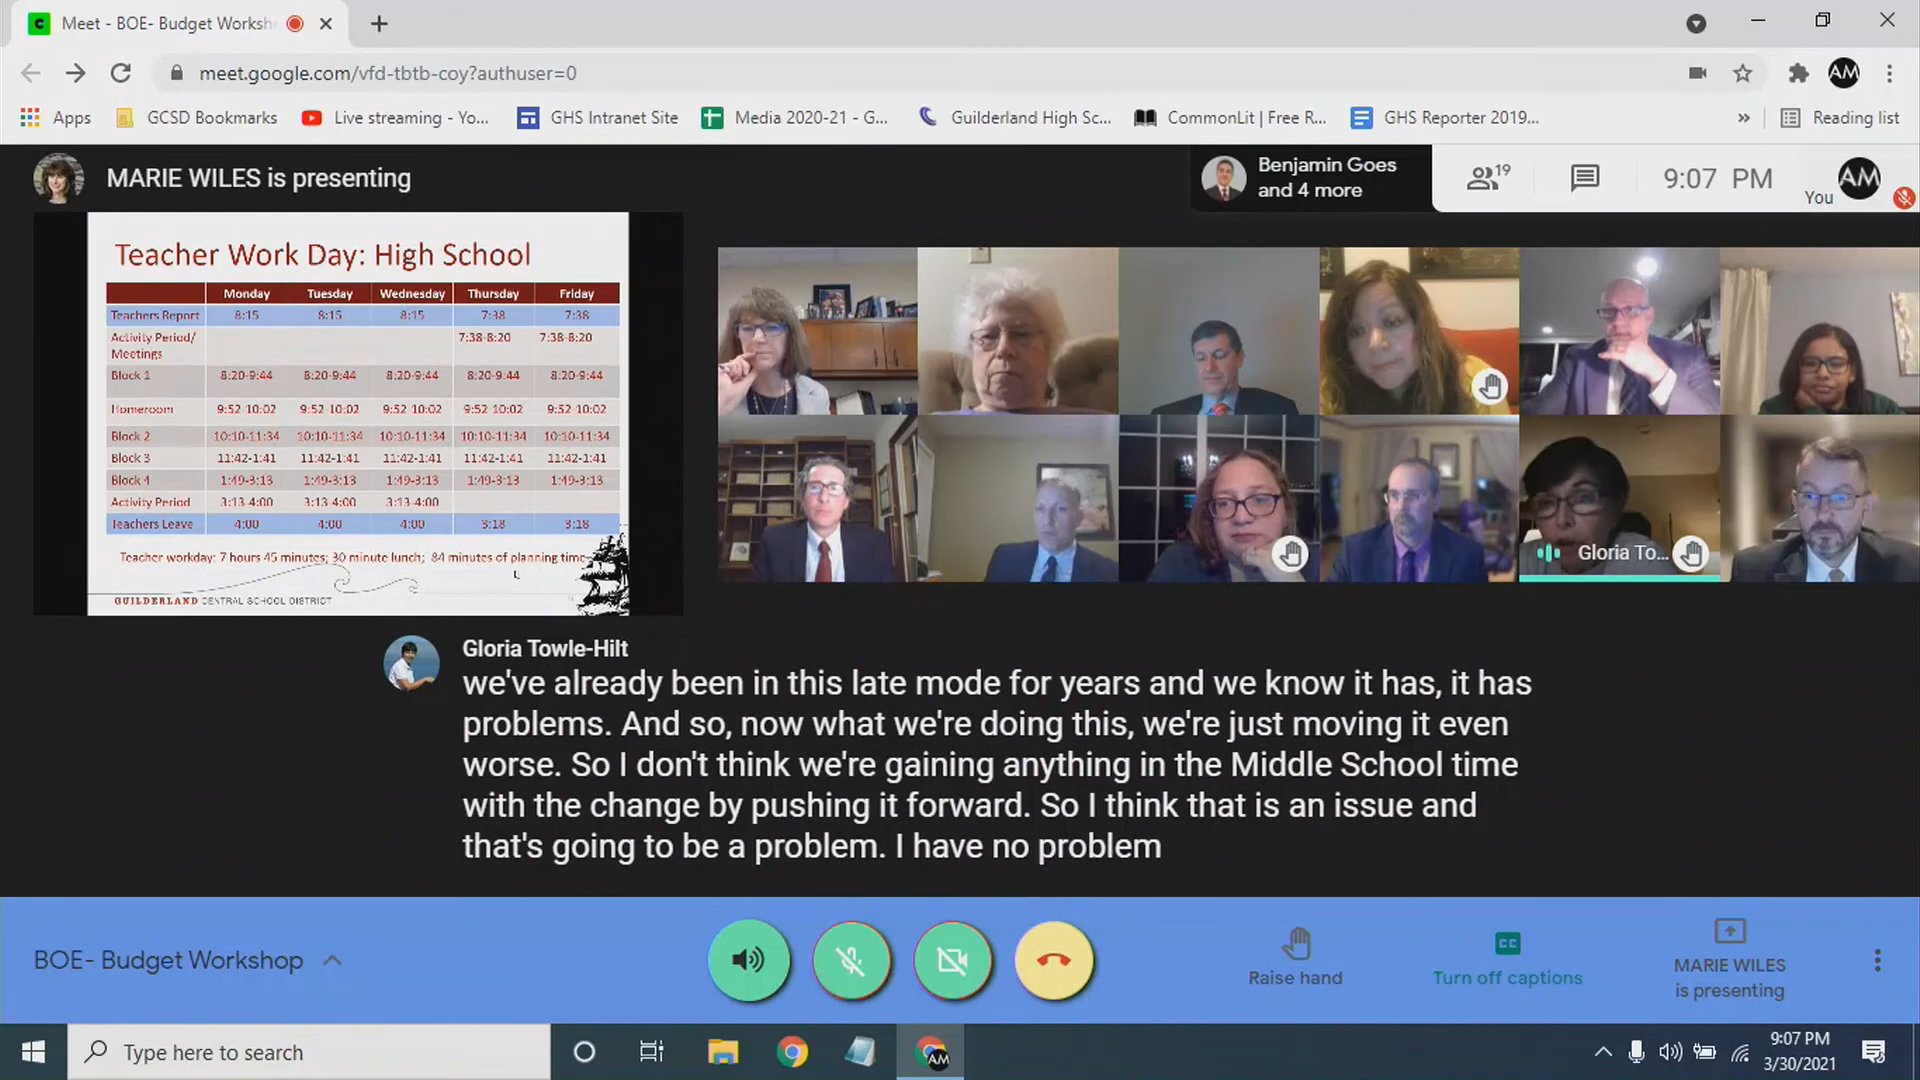 Meet - BOE- Budget Worksh
meet.google.com/vfd-tbtb-coy?authuser=0
AM
Apps
GCSD Bookmarks
Live streaming - Yo...
GHS Intranet Site
Media 2020-21 - G...
Guilderland High Sc...
CommonLit | Free R...
GHS Reporter 2019...
»
Reading list
MARIE WILES is presenting
Benjamin Goes
and 4 more
19
9:07 PM
You
AM
Teacher Work Day: High School
Monday Tuesday Wednesday Thursday Friday
Teachers Report 8:15 8:15 8:15 7:38 7:38
Activity Period/
Meetings 7:38-8:20 7:38-8:20
Block 1 8:20-9:44 8:20-9:44 8:20-9:44 8:20-9:44 8:20-9:44
Homeroom 9:52-10:02 9:52-10:02 9:52-10:02 9:52-10:02 9:52-10:02
Block 2 10:10-11:34 10:10-11:34 10:10-11:34 10:10-11:34 10:10-11:34
Block 3 11:42-1:41 11:42-1:41 11:42-1:41 11:42-1:41 11:42-1:41
Block 4 1:49-3:13 1:49-3:13 1:49-3:13 1:49-3:13 1:49-3:13
Activity Period 3:13-4:00 3:13-4:00 3:13-4:00
Teachers Leave 4:00 4:00 4:00 3:18 3:18
Teacher workday: 7 hours 45 minutes; 30 minute lunch; 84 minutes of planning time
GUILDERLAND CENTRAL SCHOOL DISTRICT
Gloria To...
Gloria Towle-Hilt
we've already been in this late mode for years and we know it has, it has
problems. And so, now what we're doing this, we're just moving it even
worse. So I don't think we're gaining anything in the Middle School time
with the change by pushing it forward. So I think that is an issue and
that's going to be a problem. I have no problem
BOE- Budget Workshop
Raise hand
CC
Turn off captions
MARIE WILES
is presenting
Type here to search
AM
9:07 PM
3/30/2021